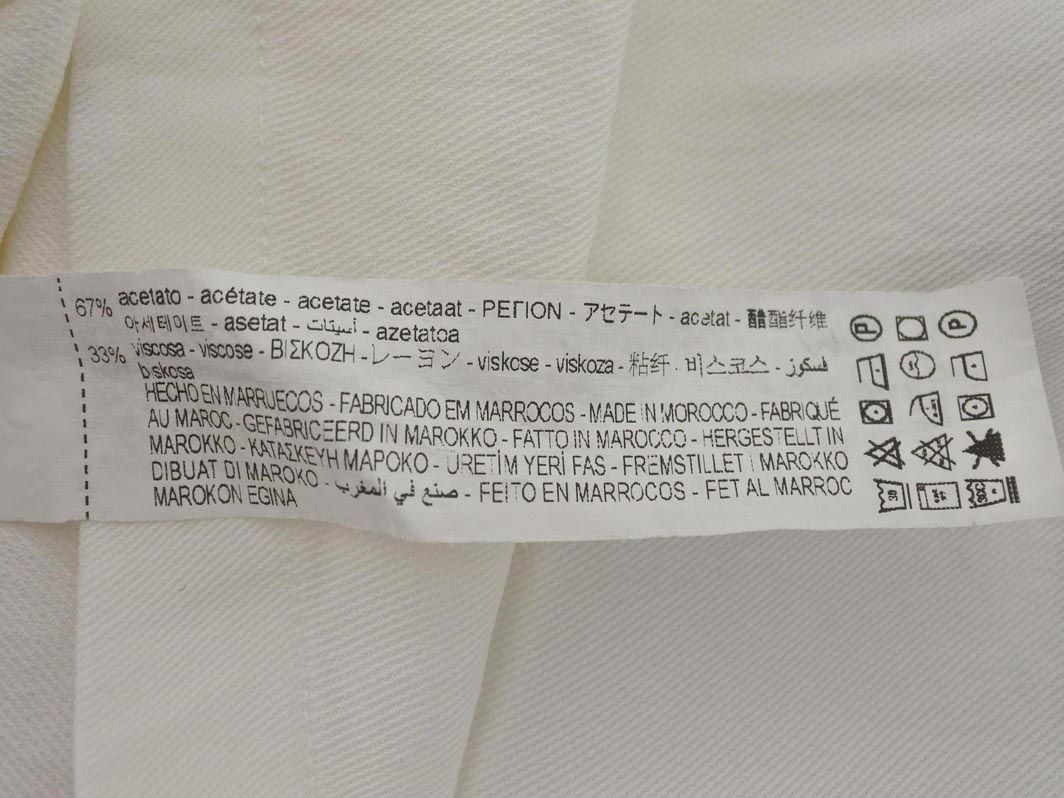 67% acetato - acétate - acetate - acetaat - ΡΕΓΙΟΝ - アセテート - acetat - 醋酯纤维
아세테이트 - asetat - أسيتات - azetatoa
33% viscosa - viscose - ΒΙΣΚΟΖΗ - レーヨン - viskose - viskoza - 粘纤 - 비스코스 - فسكوز
biskosa
HECHO EN MARRUECOS - FABRICADO EM MARROCOS - MADE IN MOROCCO - FABRIQUÉ
AU MAROC - GEFABRICEERD IN MAROKKO - FATTO IN MAROCCO - HERGESTELLT IN
MAROKKO - ΚΑΤΑΣΚΕΥΗ ΜΑΡΟΚΟ - ÜRETİM YERİ FAS - FREMSTILLET I MAROKKO
DIBUAT DI MAROKO - صنع في المغرب - FEITO EN MARROCOS - FET AL MARROC
MAROKON EGINA
P P